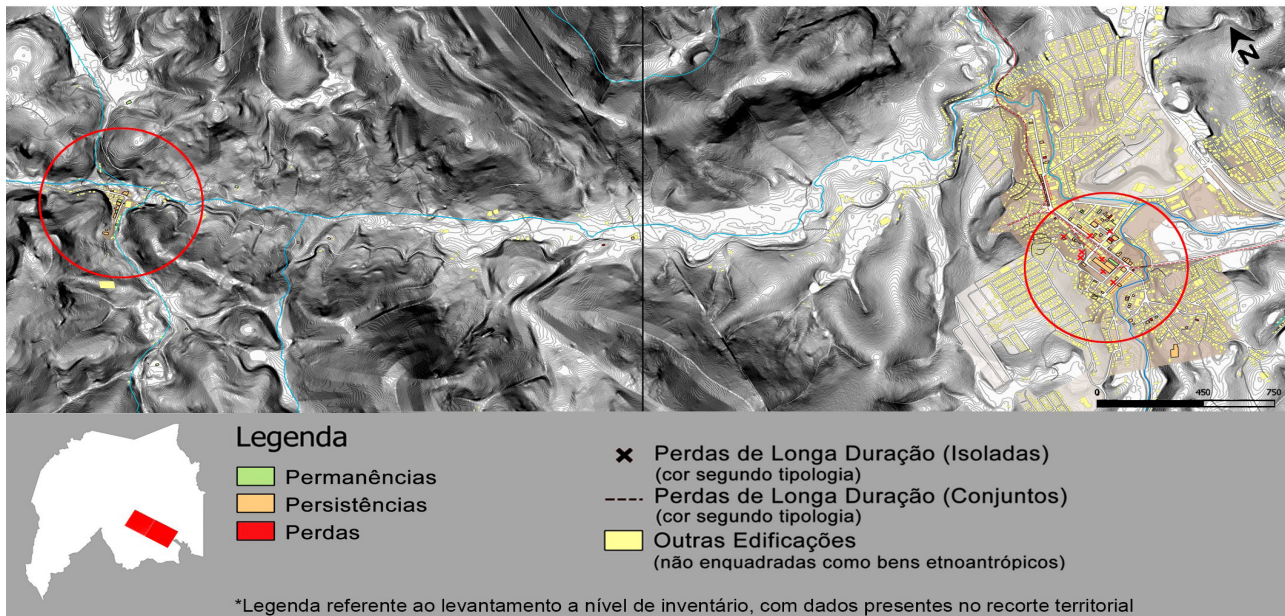 N
0 450 750
Legenda
Permanências
Persistências
Perdas
Perdas de Longa Duração (Isoladas)
(cor segundo tipologia)
Perdas de Longa Duração (Conjuntos)
(cor segundo tipologia)
Outras Edificações
(não enquadradas como bens etnoantrópicos)
*Legenda referente ao levantamento a nível de inventário, com dados presentes no recorte territorial